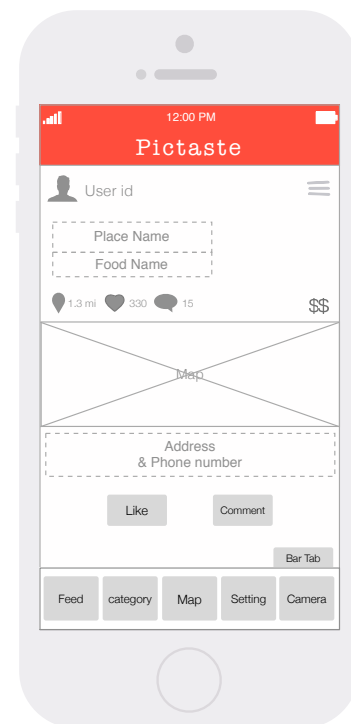 12:00 PM
Pictaste
User id
Place Name
Food Name
1.3 mi 330 15 $$
Map
Address
& Phone number
Like Comment
Bar Tab
Feed category Map Setting Camera